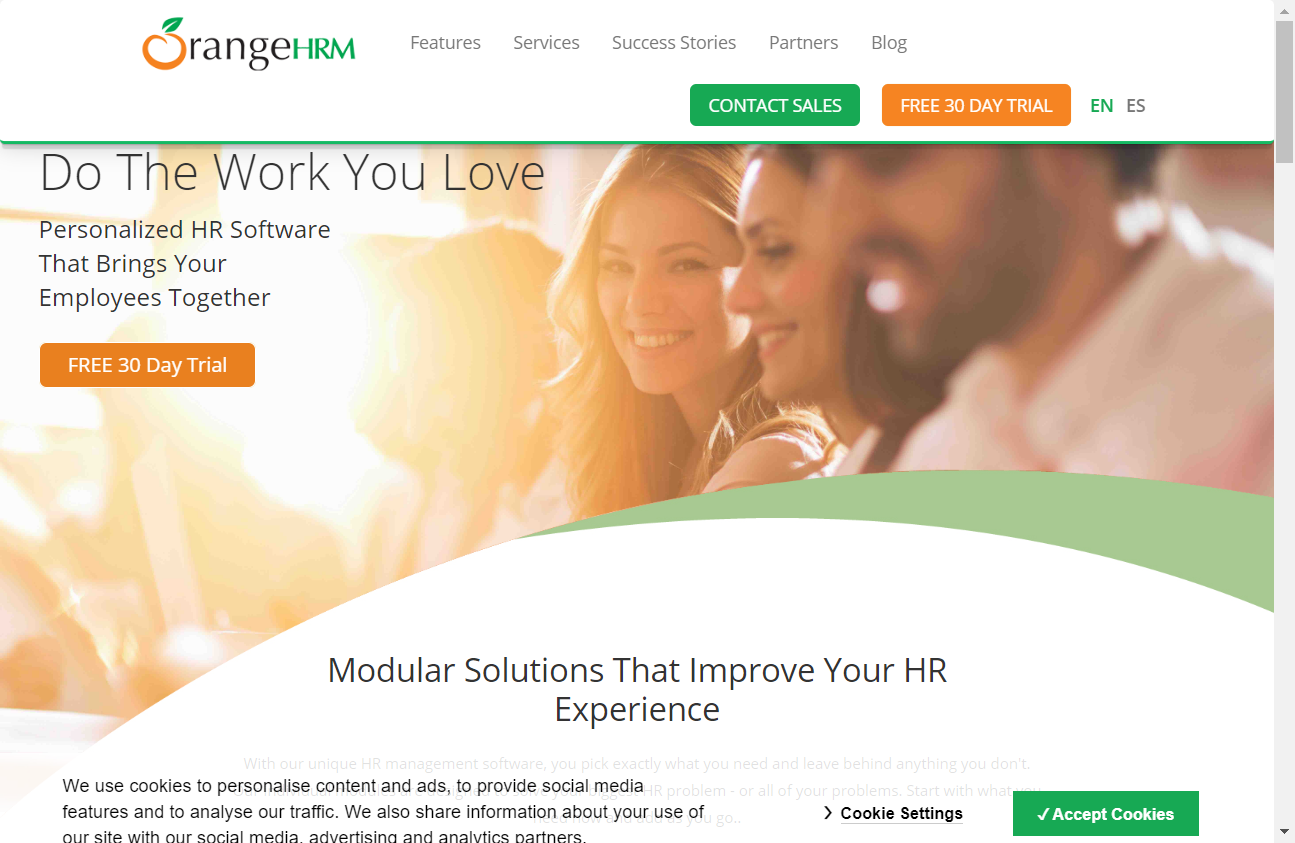 OrangeHRM
Features Services Success Stories Partners Blog
CONTACT SALES FREE 30 DAY TRIAL EN ES
Do The Work You Love
Personalized HR Software
That Brings Your
Employees Together
FREE 30 Day Trial
Modular Solutions That Improve Your HR
Experience
With our unique HR management software, you pick exactly what you need and leave behind anything you don't.
HR problem - or all of your problems. Start with what you
you go..
We use cookies to personalise content and ads, to provide social media
features and to analyse our traffic. We also share information about your use of
our site with our social media, advertising and analytics partners.
Cookie Settings
✓Accept Cookies